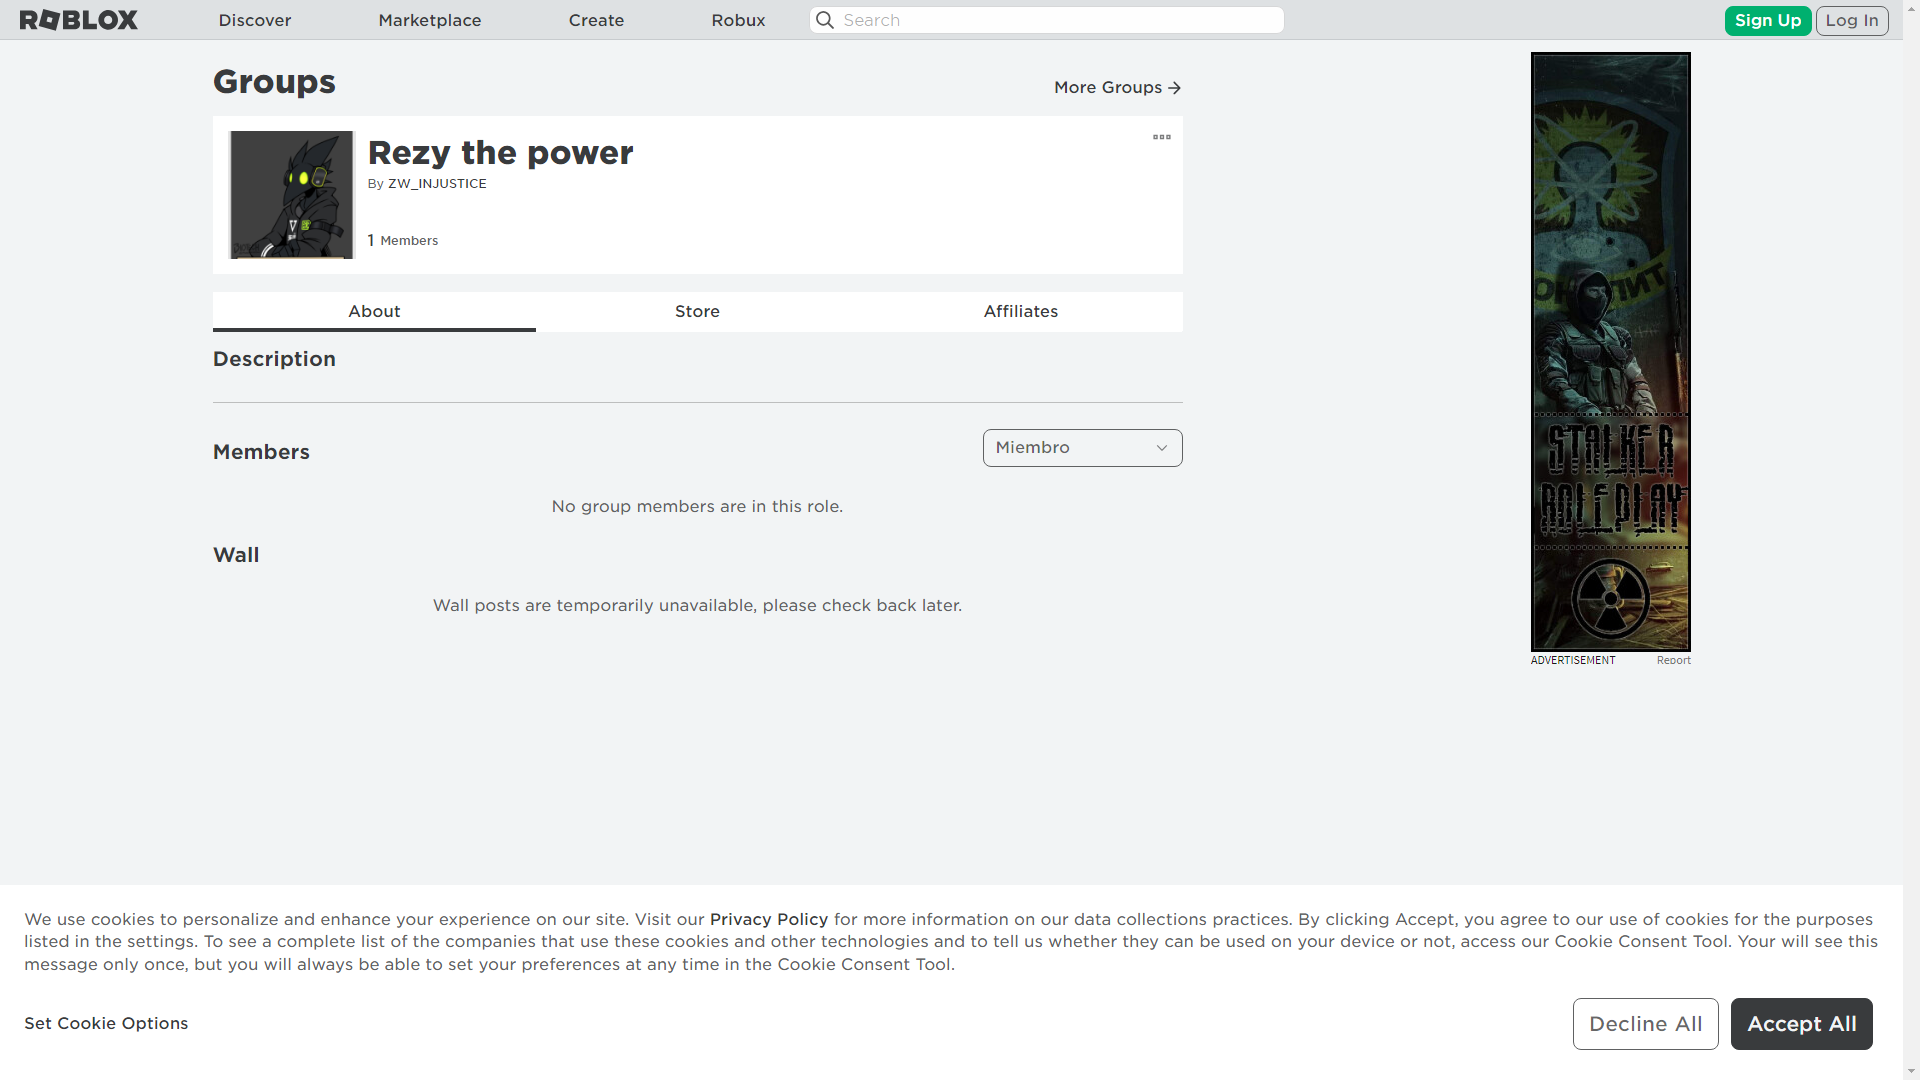 ROBLOX Discover Marketplace Create Robux Search Sign Up Log In
Groups
More Groups
Rezy the power
By ZW_INJUSTICE
1 Members
About Store Affiliates
Description
Members
Miembro
No group members are in this role.
Wall
Wall posts are temporarily unavailable, please check back later.
STALKER
ROLEPLAY
ADVERTISEMENT Report
We use cookies to personalize and enhance your experience on our site. Visit our Privacy Policy for more information on our data collections practices. By clicking Accept, you agree to our use of cookies for the purposes
listed in the settings. To see a complete list of the companies that use these cookies and other technologies and to tell us whether they can be used on your device or not, access our Cookie Consent Tool. Your will see this
message only once, but you will always be able to set your preferences at any time in the Cookie Consent Tool.
Set Cookie Options
Decline All Accept All